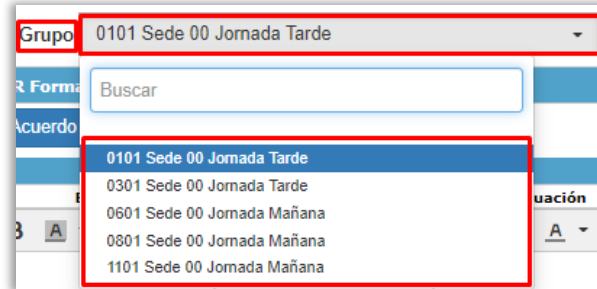 Grupo 0101 Sede 00 Jornada Tarde
R Forma
Buscar
Acuerdo
0101 Sede 00 Jornada Tarde
0301 Sede 00 Jornada Tarde
0601 Sede 00 Jornada Mañana
uación
0801 Sede 00 Jornada Mañana
A A
1101 Sede 00 Jornada Mañana